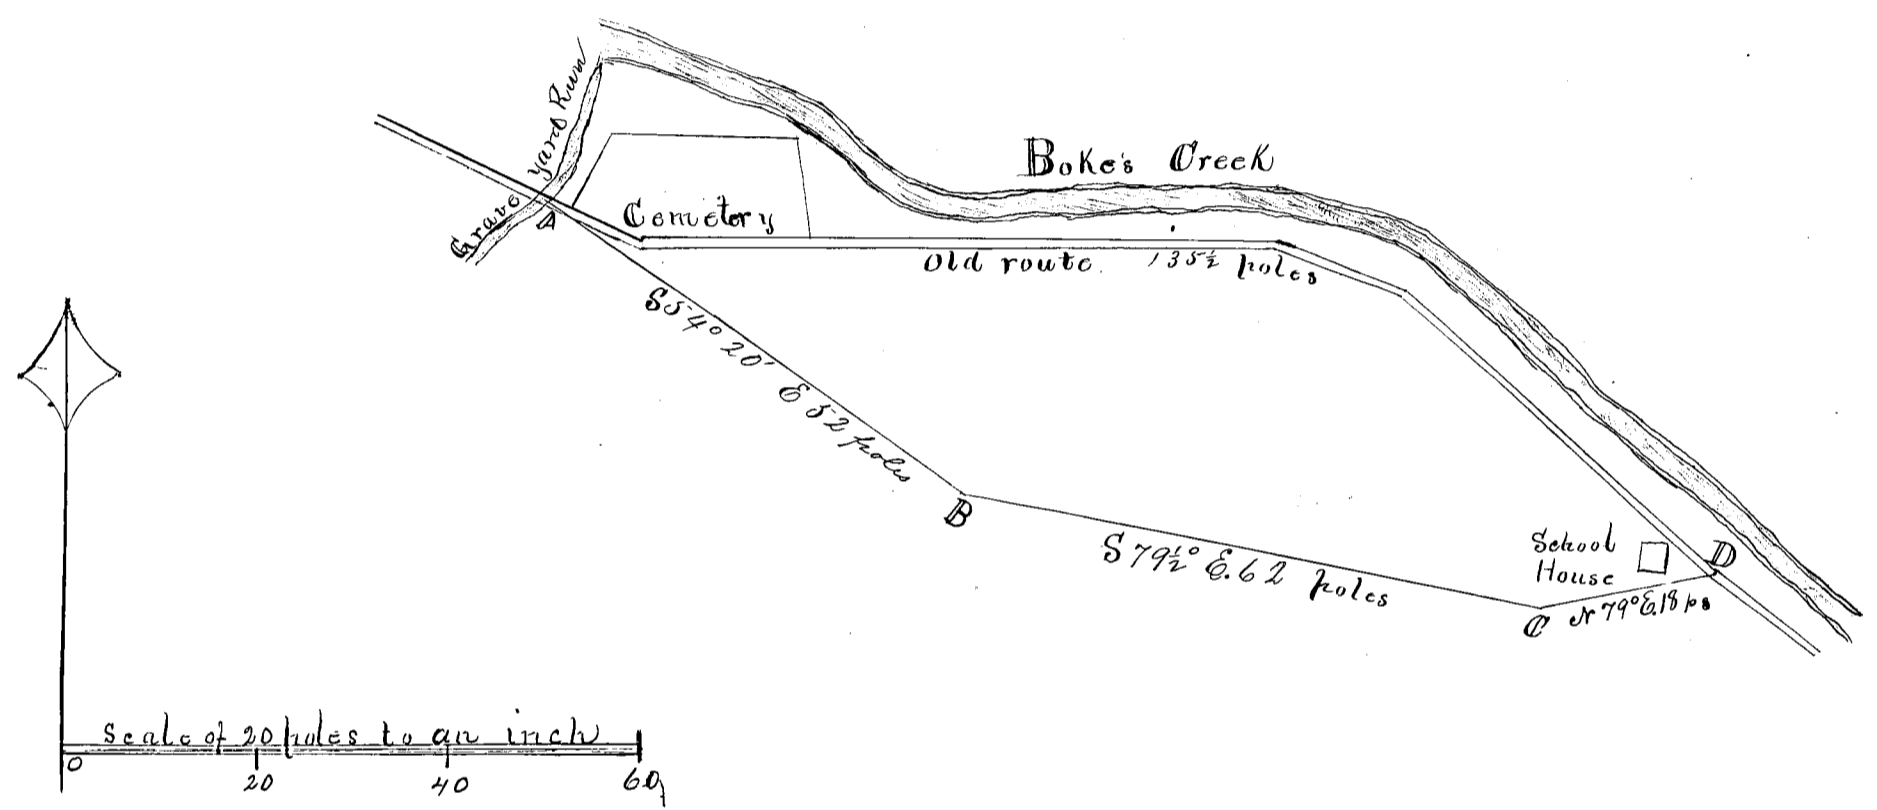 Grave yard Run
Boke's Creek
Cemetery
A
Old route. 135½ poles
S 54° 20' E 52 poles
B
S 79½° E. 62 poles
School
House
D
C
N 79° E. 18 ps
Scale of 20 poles to an inch
0 20 40 60